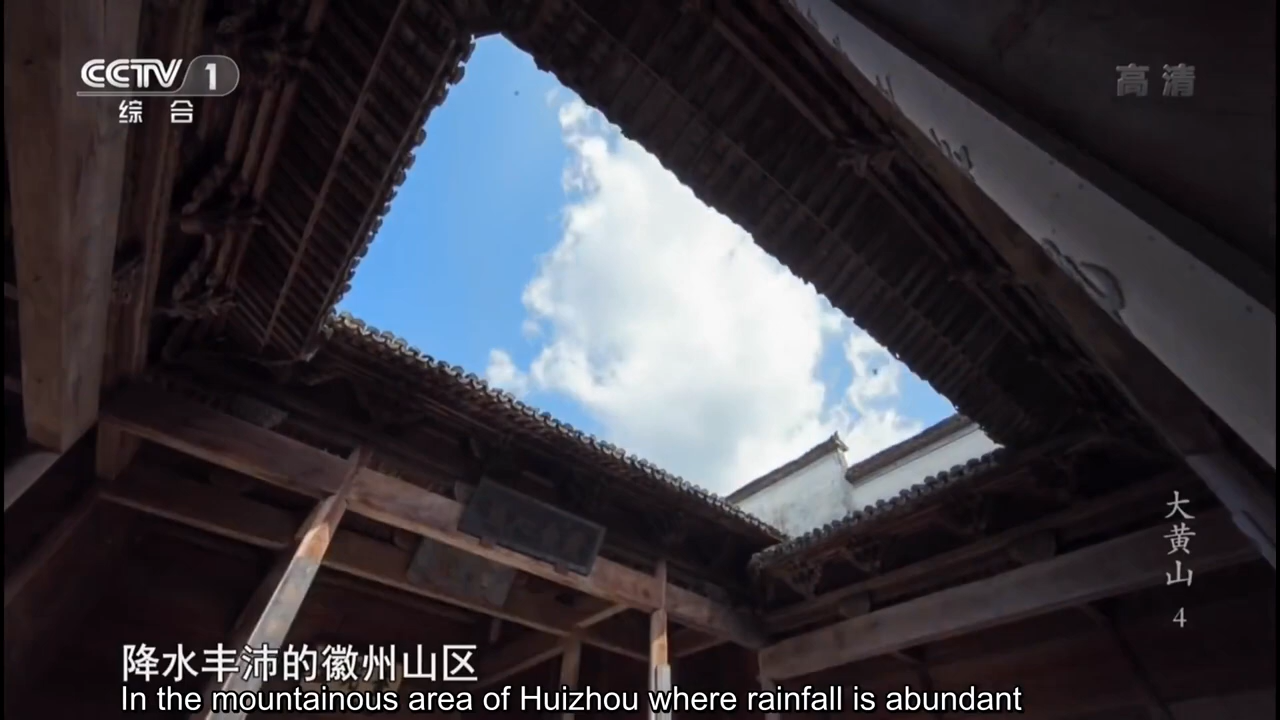 CCTV 1
综合
高清
大黄山 4
降水丰沛的徽州山区
In the mountainous area of Huizhou where rainfall is abundant